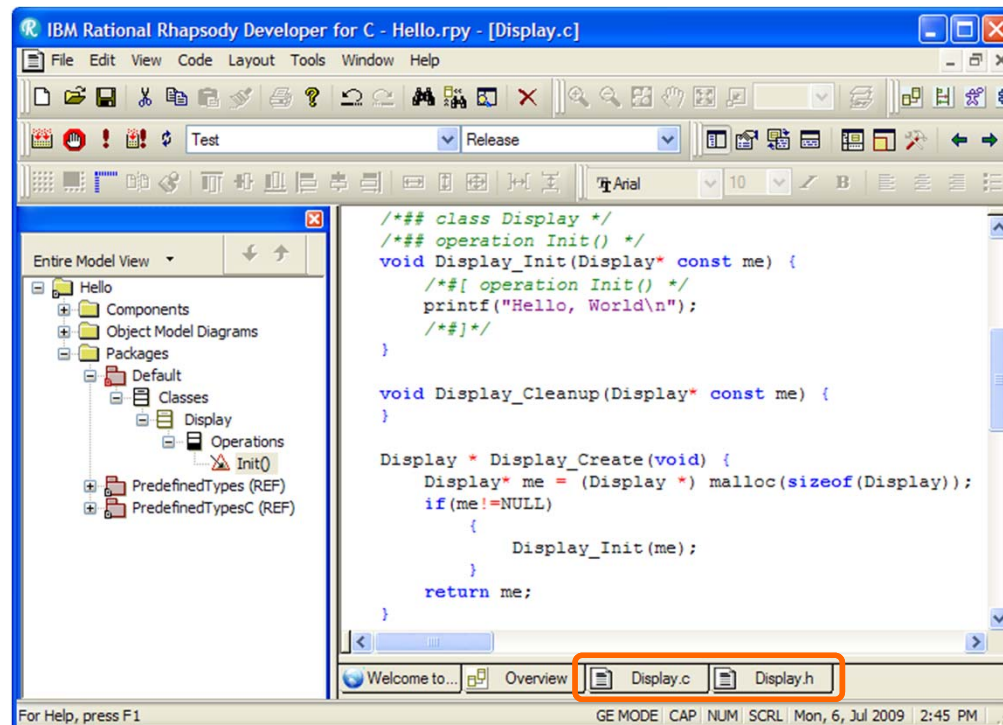 IBM Rational Rhapsody Developer for C - Hello.rpy - [Display.c]
File Edit View Code Layout Tools Window Help
Test Release
Arial 10
Entire Model View
Hello
Components
Object Model Diagrams
Packages
Default
Classes
Display
Operations
Init()
PredefinedTypes (REF)
PredefinedTypesC (REF)
/*## class Display */
/*## operation Init() */
void Display_Init(Display* const me) {
/*#[ operation Init() */
printf("Hello, World\n");
/*#]*/
}
void Display_Cleanup(Display* const me) {
}
Display * Display_Create(void) {
Display* me = (Display *) malloc(sizeof(Display));
if(me!=NULL)
{
Display_Init(me);
}
return me;
}
Welcome to... Overview Display.c Display.h
For Help, press F1 GE MODE CAP NUM SCRL Mon, 6, Jul 2009 2:45 PM